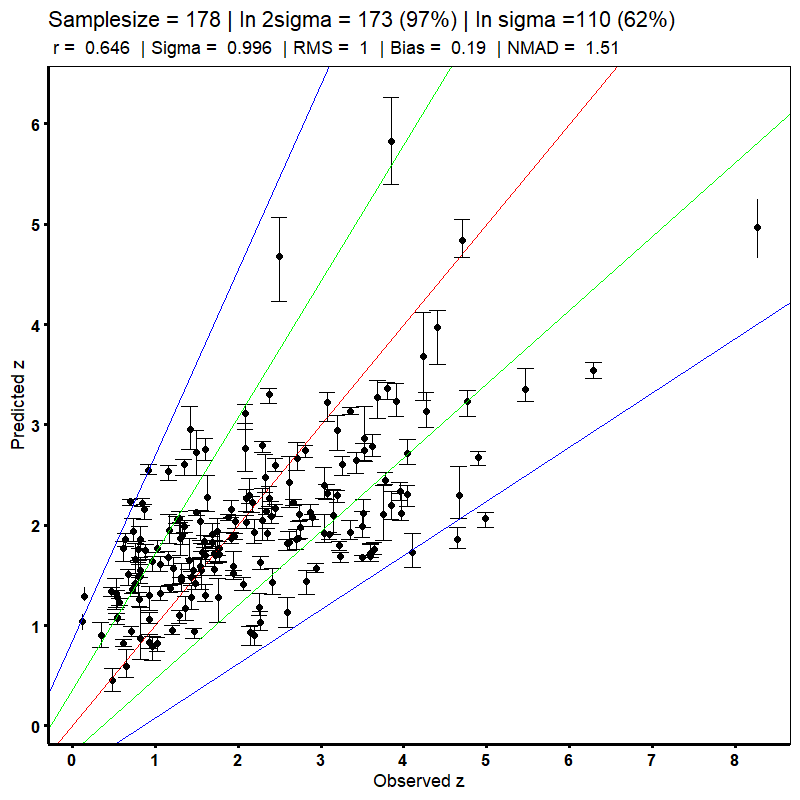 Samplesize = 178 | In 2sigma = 173 (97%) | In sigma =110 (62%)
r = 0.646 | Sigma = 0.996 | RMS = 1 | Bias = 0.19 | NMAD = 1.51
6
5
4
3
2
1
0
Predicted z
0 1 2 3 4 5 6 7 8
Observed z